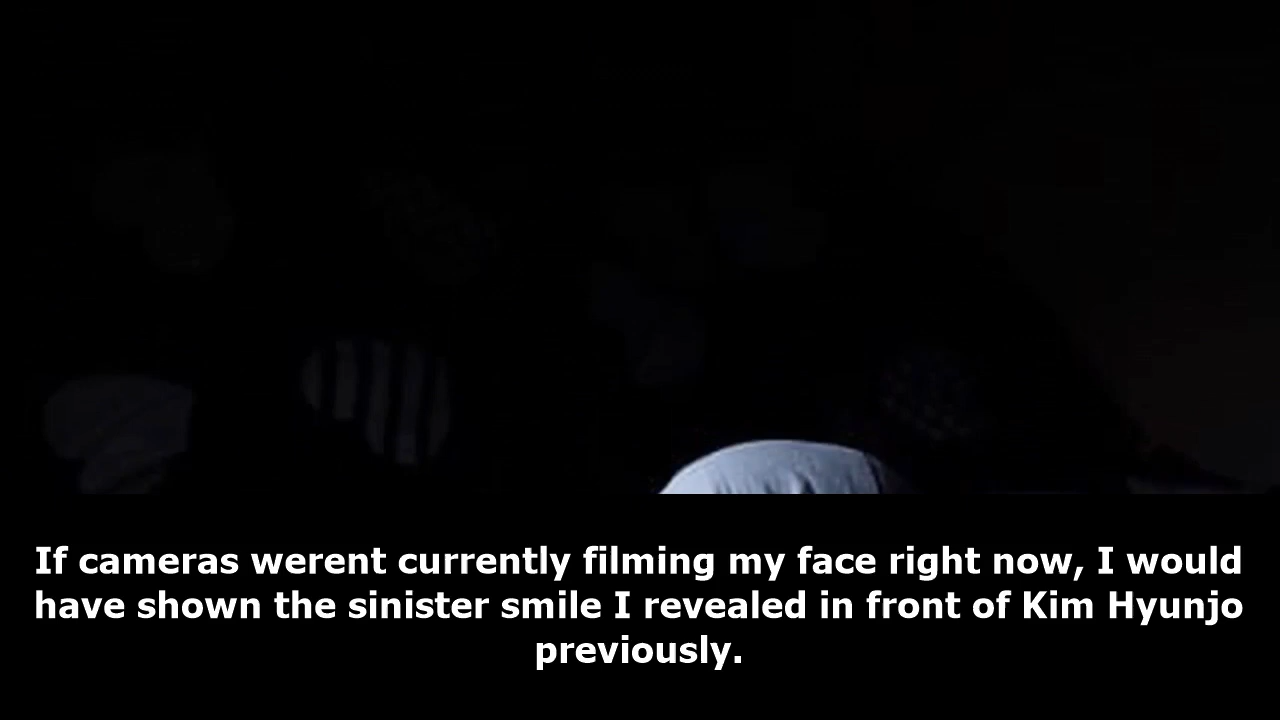 If cameras werent currently filming my face right now, I would
have shown the sinister smile I revealed in front of Kim Hyunjo
previously.